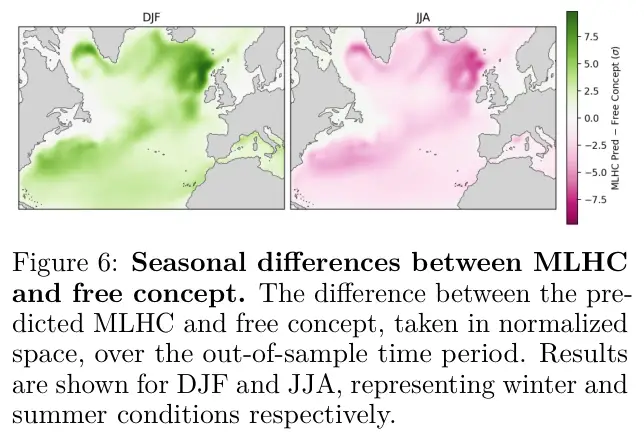 DJF
JJA
7.5
5.0
2.5
0.0
−2.5
−5.0
−7.5
MLHC Pred − Free Concept (σ)
Figure 6: Seasonal differences between MLHC
and free concept. The difference between the pre-
dicted MLHC and free concept, taken in normalized
space, over the out-of-sample time period. Results
are shown for DJF and JJA, representing winter and
summer conditions respectively.